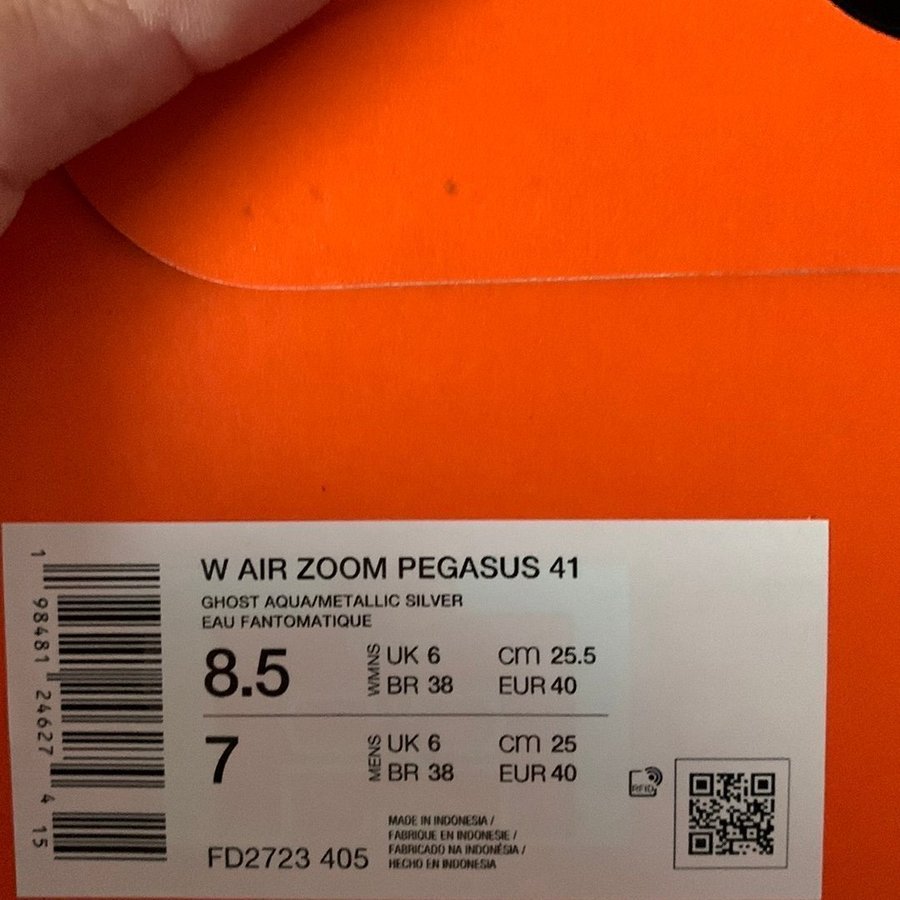 W AIR ZOOM PEGASUS 41
GHOST AQUA/METALLIC SILVER
EAU FANTOMATIQUE
8.5
WMNS
UK 6
CM 25.5
BR 38
EUR 40
7
MENS
UK 6
CM 25
BR 38
EUR 40
MADE IN INDONESIA /
FABRIQUE EN INDONESIE /
FABRICADO NA INDONÉSIA /
HECHO EN INDONESIA
FD2723 405
RFID
1 98481 24627 4 15